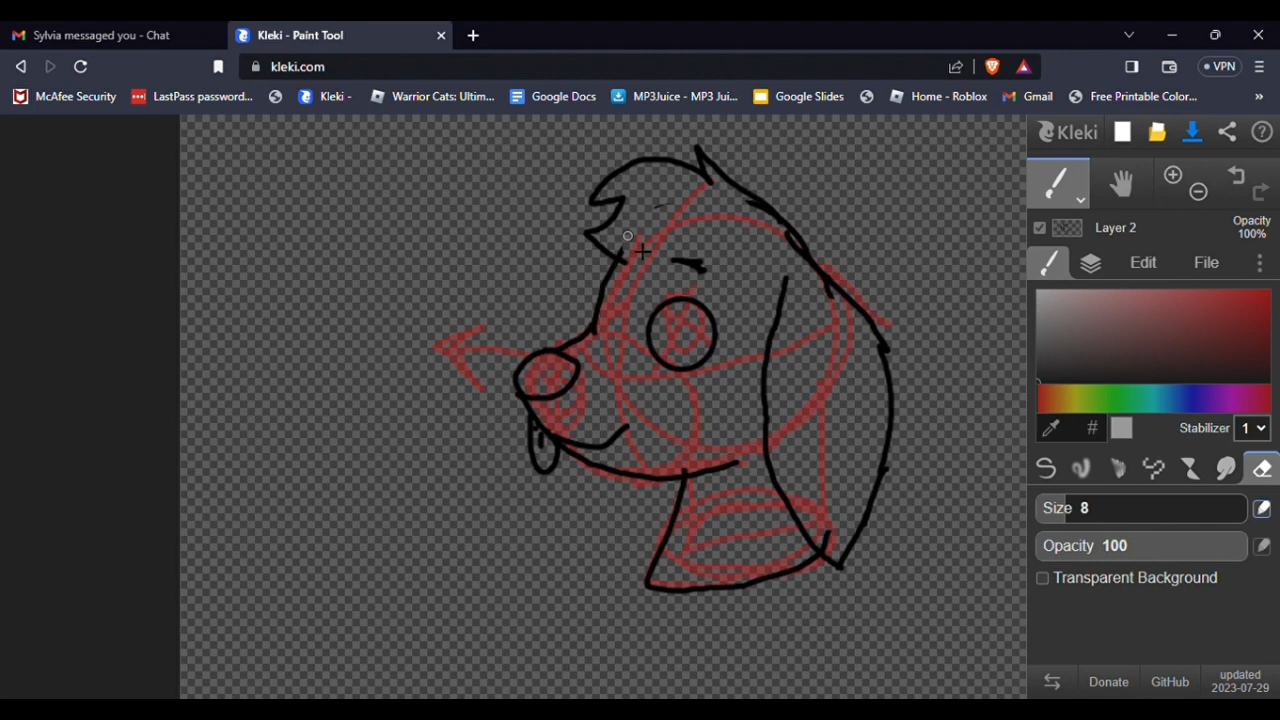 Sylvia messaged you - Chat
Kleki - Paint Tool
kleki.com
VPN
McAfee Security
LastPass password...
Kleki -
Warrior Cats: Ultim...
Google Docs
MP3Juice - MP3 Jui...
Google Slides
Home - Roblox
Gmail
Free Printable Color...
»
Kleki
Layer 2
Opacity
100%
Edit
File
#
Stabilizer 1
Size 8
Opacity 100
Transparent Background
Donate
GitHub
updated
2023-07-29